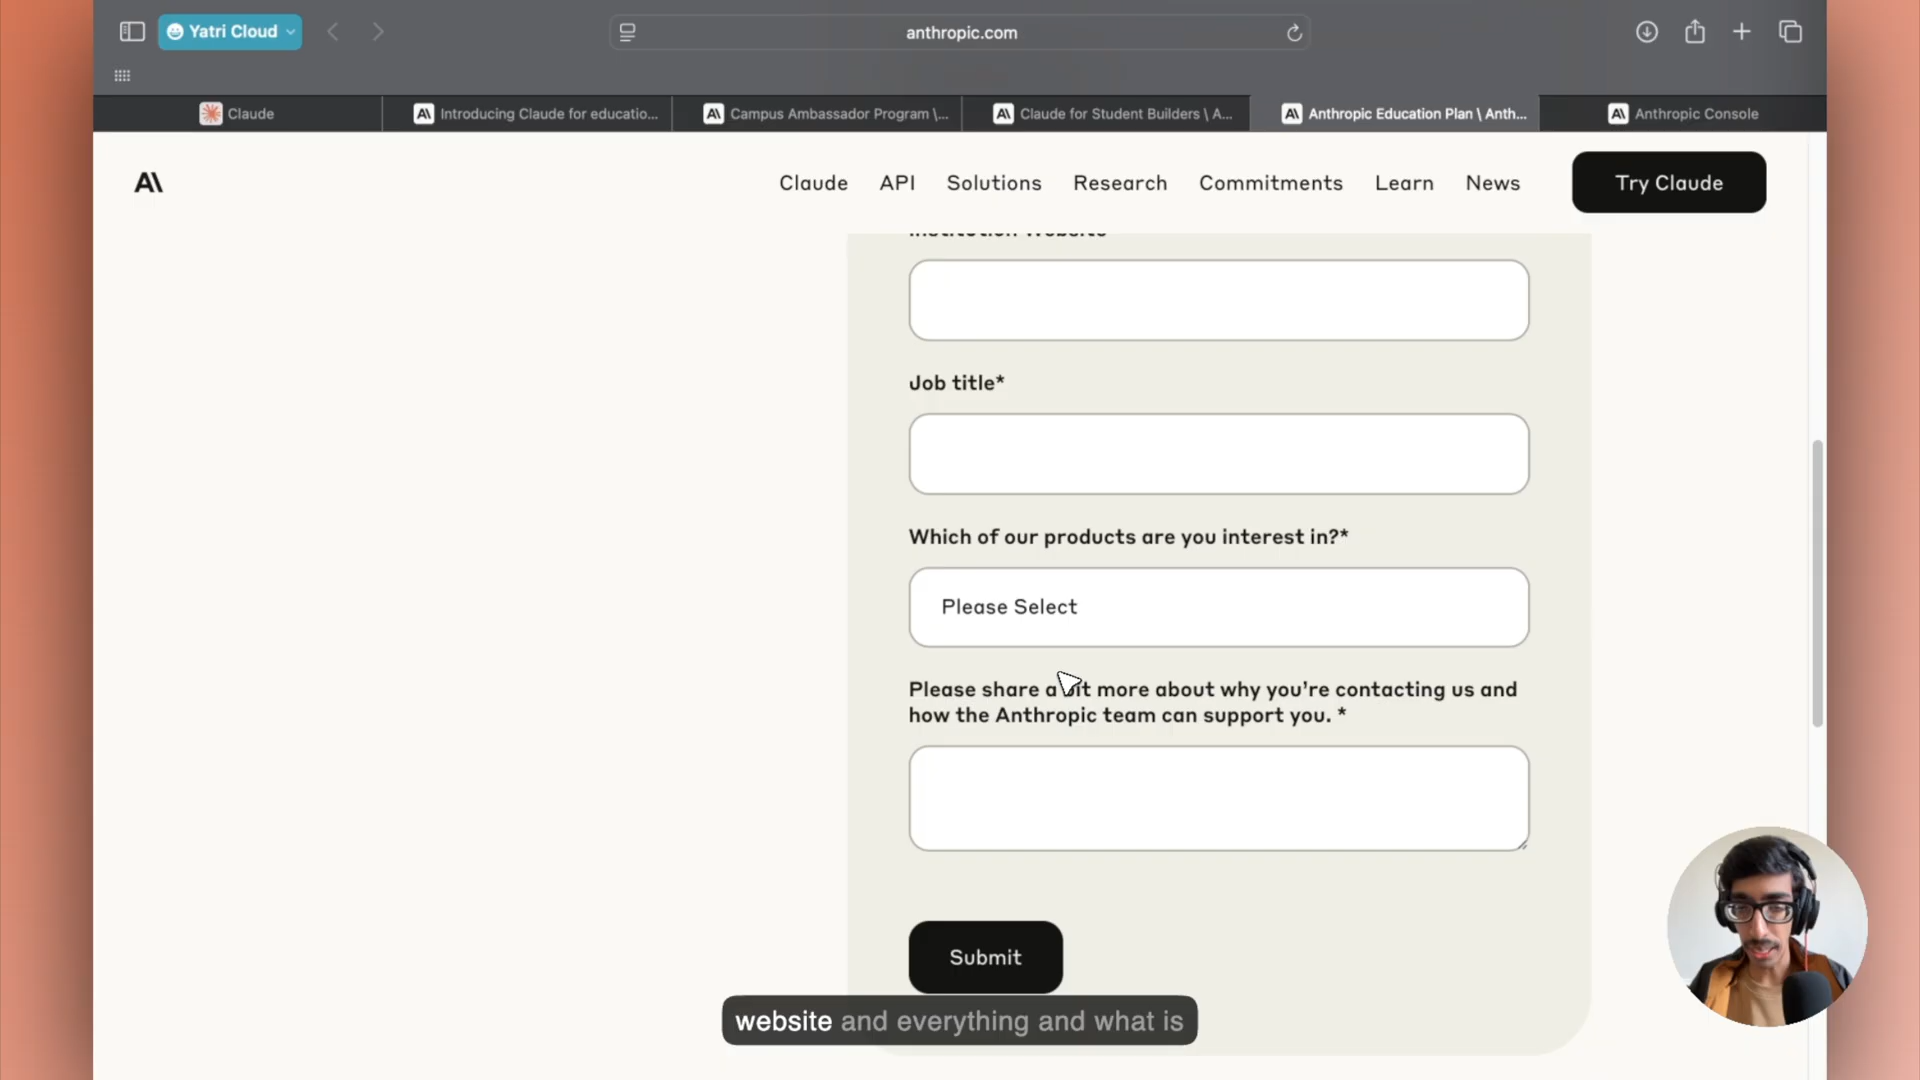 Yatri Cloud
anthropic.com
Claude
Introducing Claude for educatio...
Campus Ambassador Program \...
Claude for Student Builders \ A...
Anthropic Education Plan \ Anth...
Anthropic Console
Claude
API
Solutions
Research
Commitments
Learn
News
Try Claude
Institution Website
Job title*
Which of our products are you interest in?*
Please Select
Please share a bit more about why you're contacting us and
how the Anthropic team can support you. *
Submit
website and everything and what is